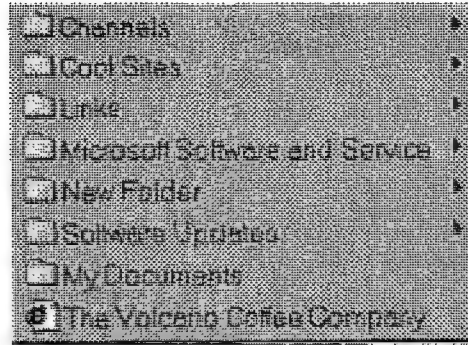 Channels
Cool Sites
Links
Microsoft Software and Service
New Folder
Software Updates
My Documents
The Volcano Coffee Company